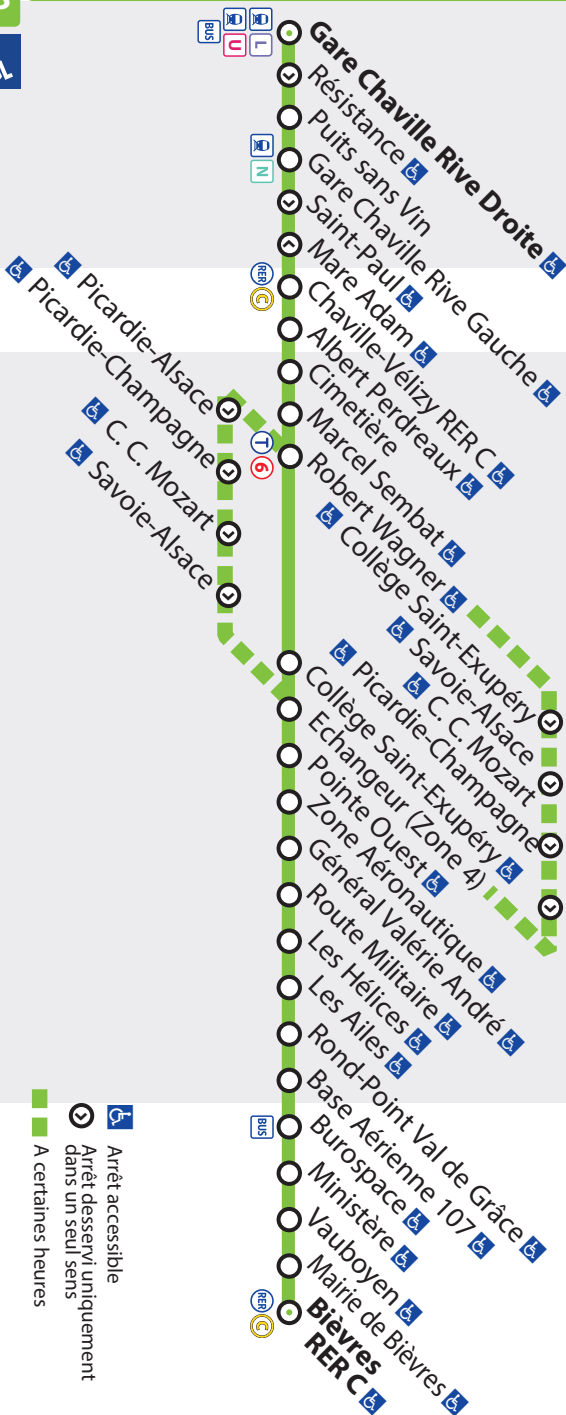 Gare Chaville Rive Droite
Résistance
Puits sans Vin
Gare Chaville Rive Gauche
Saint-Paul
Mare Adam
Chaville-Vélizy RER C
Albert Perdreaux
Cimetière
Marcel Sembat
Robert Wagner
Collège Saint-Exupéry
Savoie-Alsace
C. C. Mozart
Picardie-Champagne
Collège Saint-Exupéry
Echangeur (Zone 4)
Pointe Ouest
Zone Aéronautique
Général Valérie André
Route Militaire
Les Hélices
Les Ailes
Rond-Point Val de Grâce
Base Aérienne 107
Burospace
Ministère
Vauboyen
Mairie de Bièvres
Bièvres
RER C
L
U
BUS
N
RER C
T 6
BUS
RER C
Picardie-Alsace
Picardie-Champagne
C. C. Mozart
Savoie-Alsace
Arrêt accessible
Arrêt desservi uniquement
dans un seul sens
A certaines heures